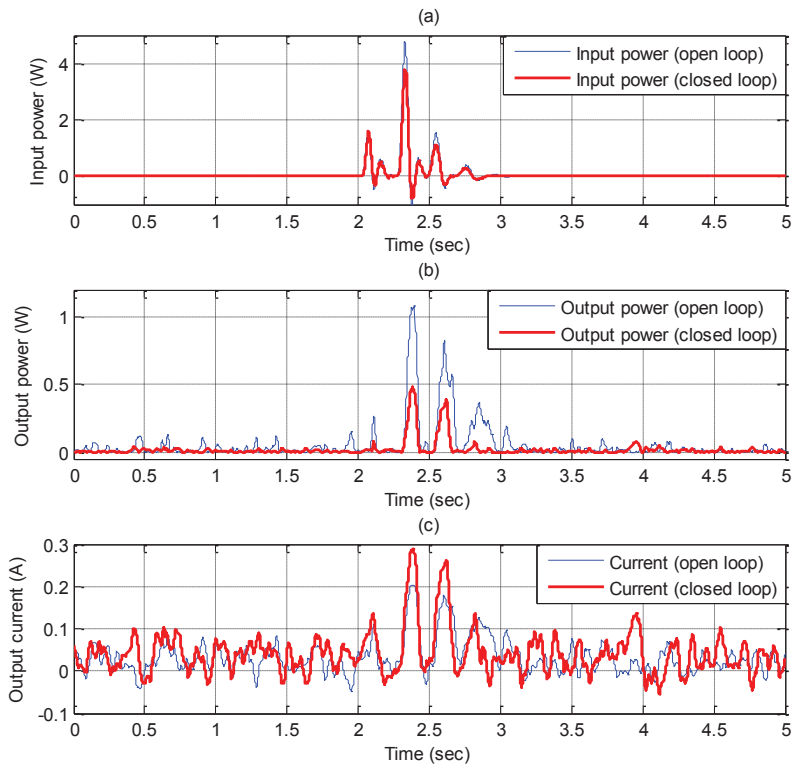 (a)
Input power (W)
4
2
0
Input power (open loop)
Input power (closed loop)
0 0.5 1 1.5 2 2.5 3 3.5 4 4.5 5
Time (sec)
(b)
Output power (W)
1
0.5
0
Output power (open loop)
Output power (closed loop)
0 0.5 1 1.5 2 2.5 3 3.5 4 4.5 5
Time (sec)
(c)
Output current (A)
0.3
0.2
0.1
0
-0.1
Current (open loop)
Current (closed loop)
0 0.5 1 1.5 2 2.5 3 3.5 4 4.5 5
Time (sec)